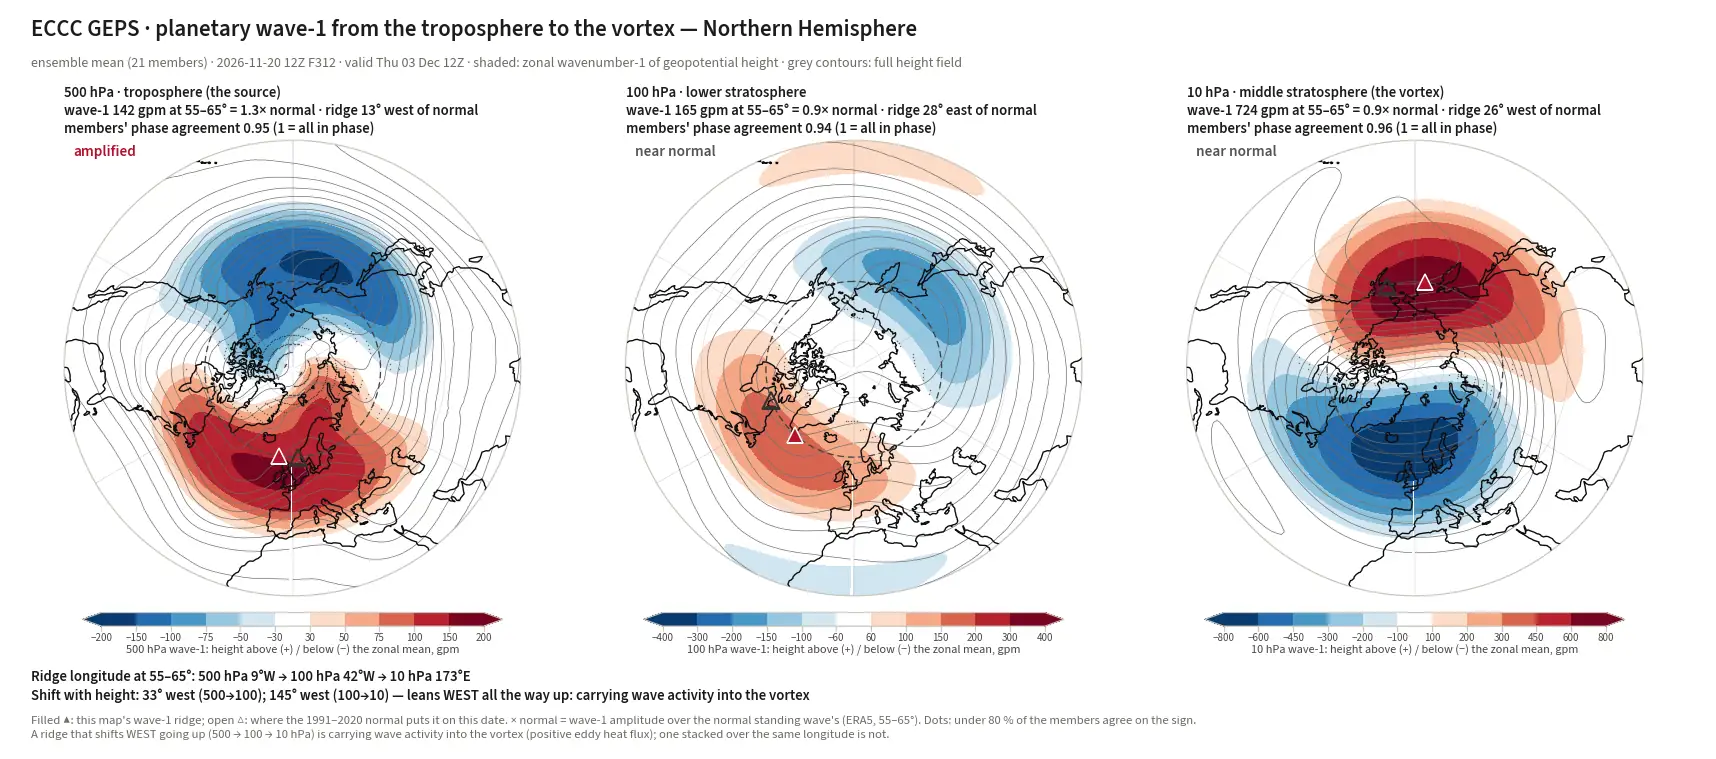 ECCC GEPS · planetary wave-1 from the troposphere to the vortex — Northern Hemisphere
ensemble mean (21 members) · 2026-11-20 12Z F312 · valid Thu 03 Dec 12Z · shaded: zonal wavenumber-1 of geopotential height · grey contours: full height field
500 hPa · troposphere (the source)
wave-1 142 gpm at 55–65° = 1.3× normal · ridge 13° west of normal
members' phase agreement 0.95 (1 = all in phase)
amplified
100 hPa · lower stratosphere
wave-1 165 gpm at 55–65° = 0.9× normal · ridge 28° east of normal
members' phase agreement 0.94 (1 = all in phase)
near normal
10 hPa · middle stratosphere (the vortex)
wave-1 724 gpm at 55–65° = 0.9× normal · ridge 26° west of normal
members' phase agreement 0.96 (1 = all in phase)
near normal
−200 −150 −100 −75 −50 −30 30 50 75 100 150 200
500 hPa wave-1: height above (+) / below (−) the zonal mean, gpm
−400 −300 −200 −150 −100 −60 60 100 150 200 300 400
100 hPa wave-1: height above (+) / below (−) the zonal mean, gpm
−800 −600 −450 −300 −200 −100 100 200 300 450 600 800
10 hPa wave-1: height above (+) / below (−) the zonal mean, gpm
Ridge longitude at 55–65°: 500 hPa 9°W → 100 hPa 42°W → 10 hPa 173°E
Shift with height: 33° west (500→100); 145° west (100→10) — leans WEST all the way up: carrying wave activity into the vortex
Filled ▲: this map's wave-1 ridge; open △: where the 1991–2020 normal puts it on this date. × normal = wave-1 amplitude over the normal standing wave's (ERA5, 55–65°). Dots: under 80 % of the members agree on the sign.
A ridge that shifts WEST going up (500 → 100 → 10 hPa) is carrying wave activity into the vortex (positive eddy heat flux); one stacked over the same longitude is not.